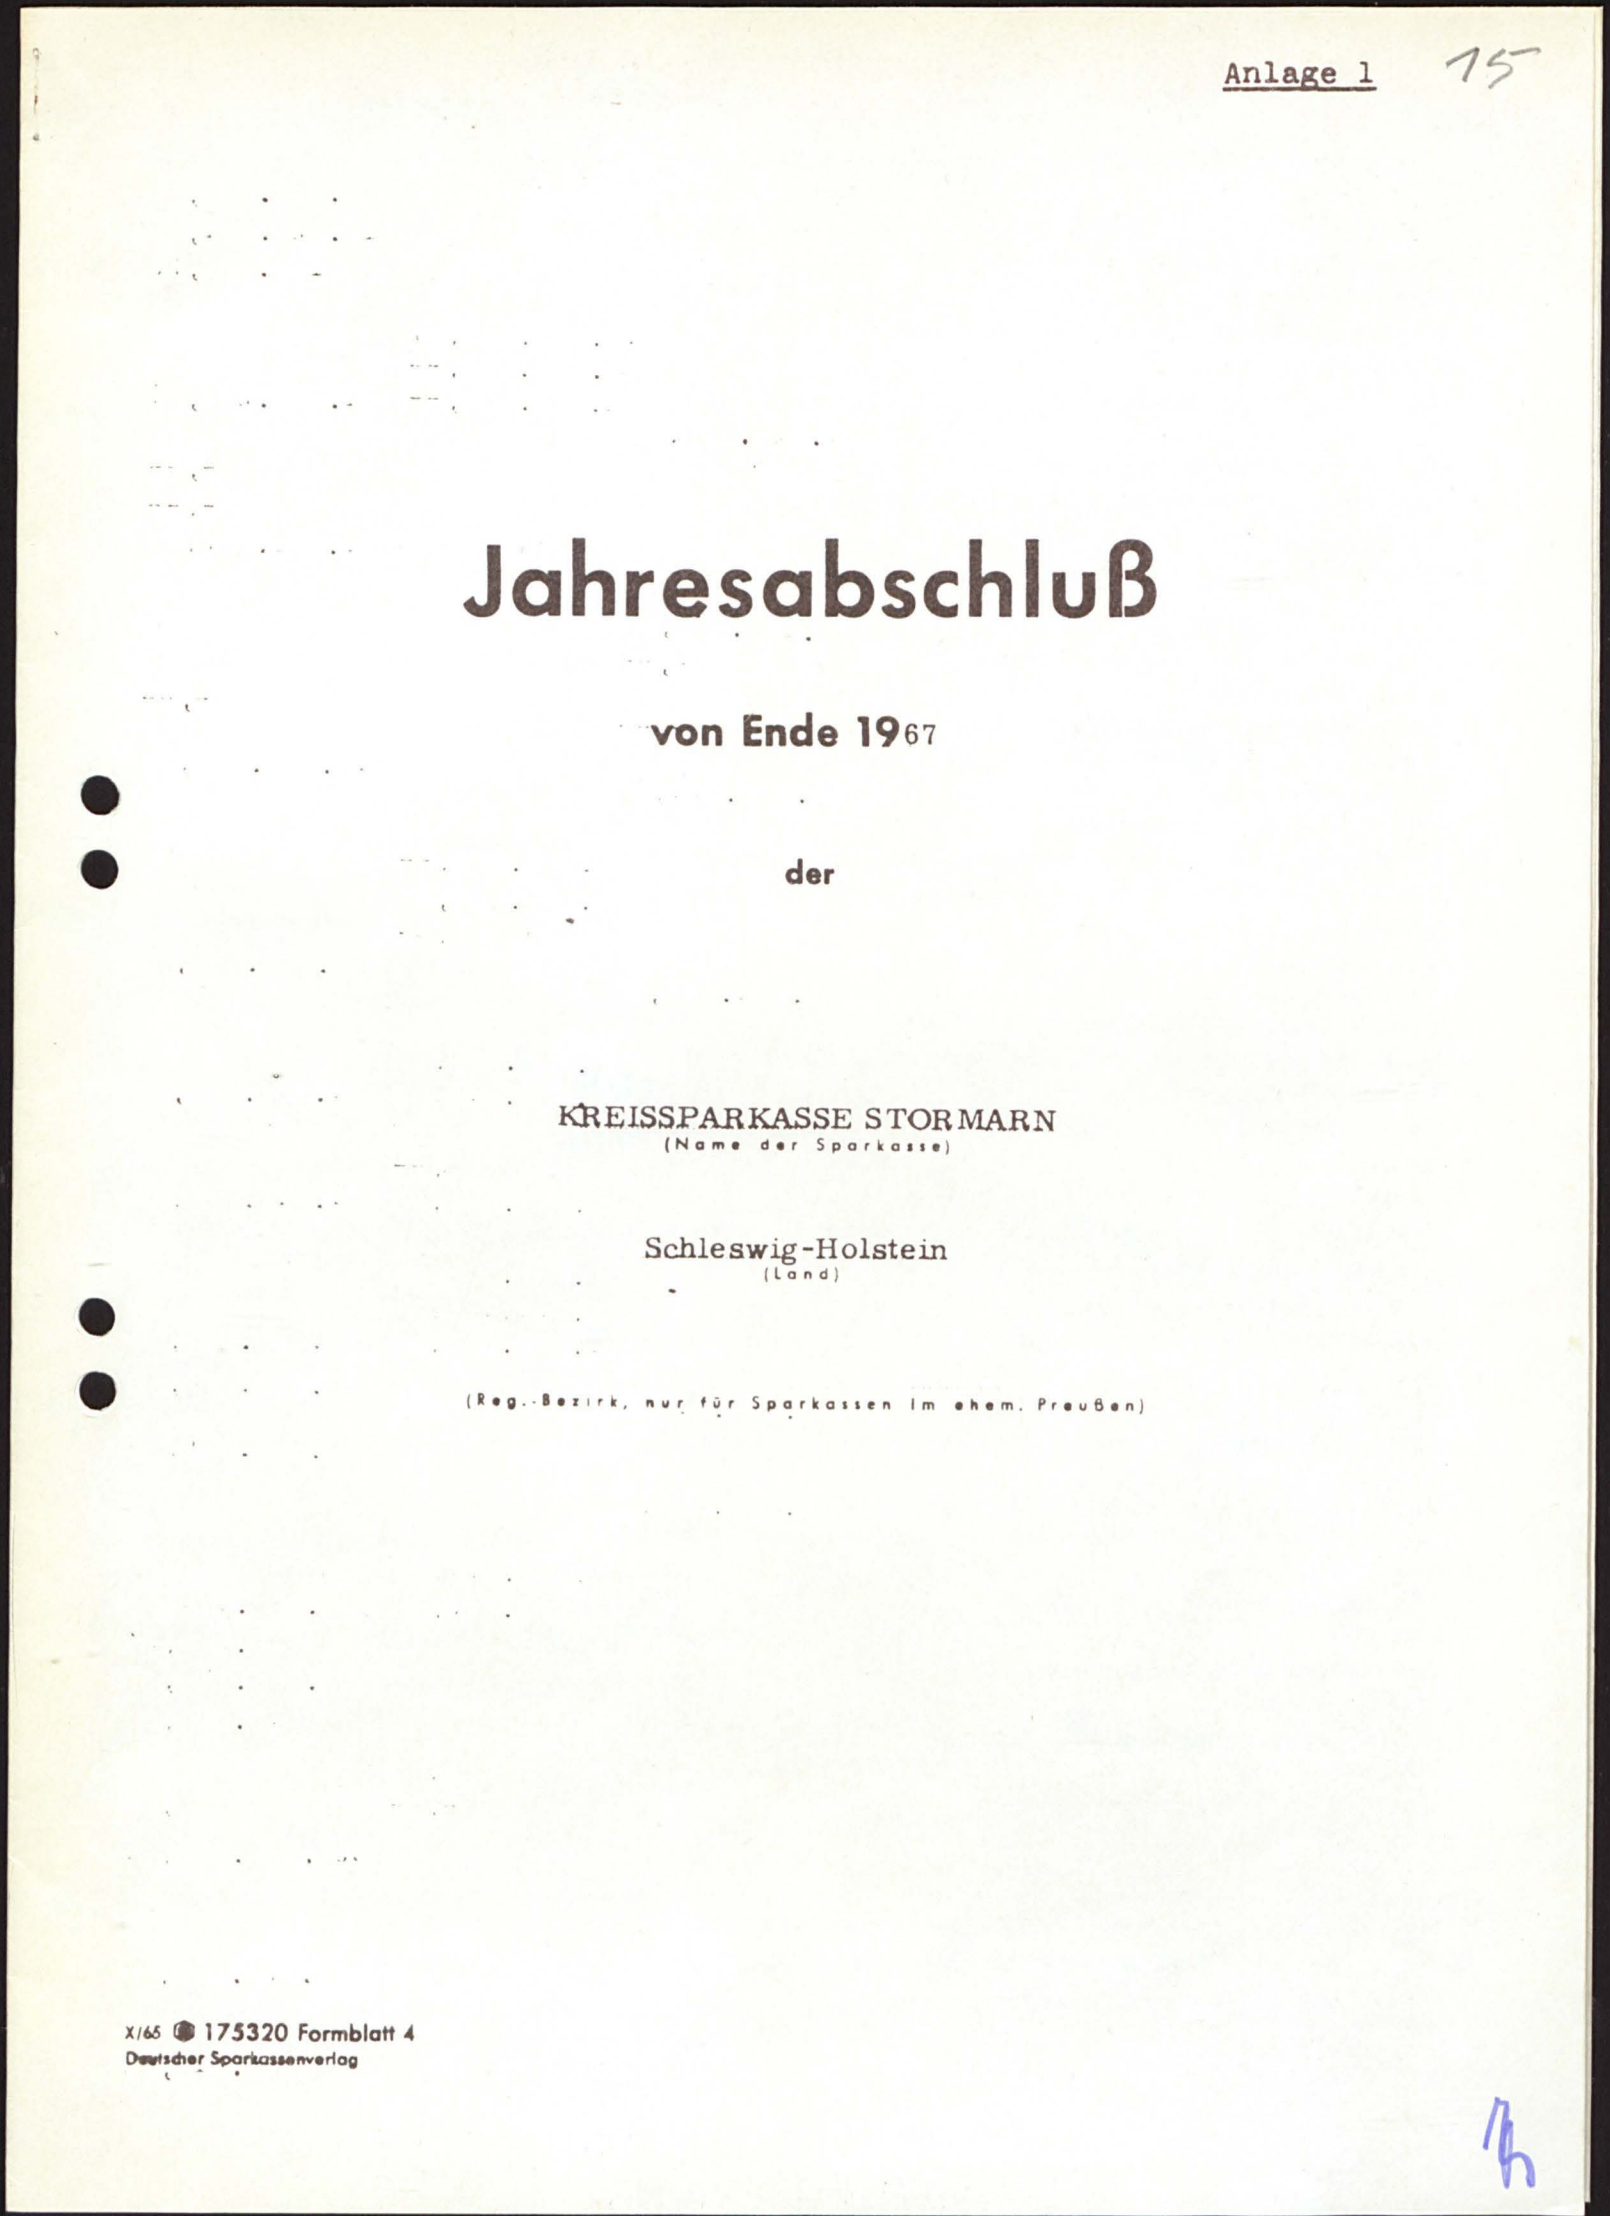 Anlage 1 15
Jahresabschluß
von Ende 1967
der
KREISSPARKASSE STORMARN
(Name der Sparkasse)
Schleswig-Holstein
(Land)
(Reg.-Bezirk, nur für Sparkassen im ehem. Preußen)
X/65 175320 Formblatt 4
Deutscher Sparkassenverlag